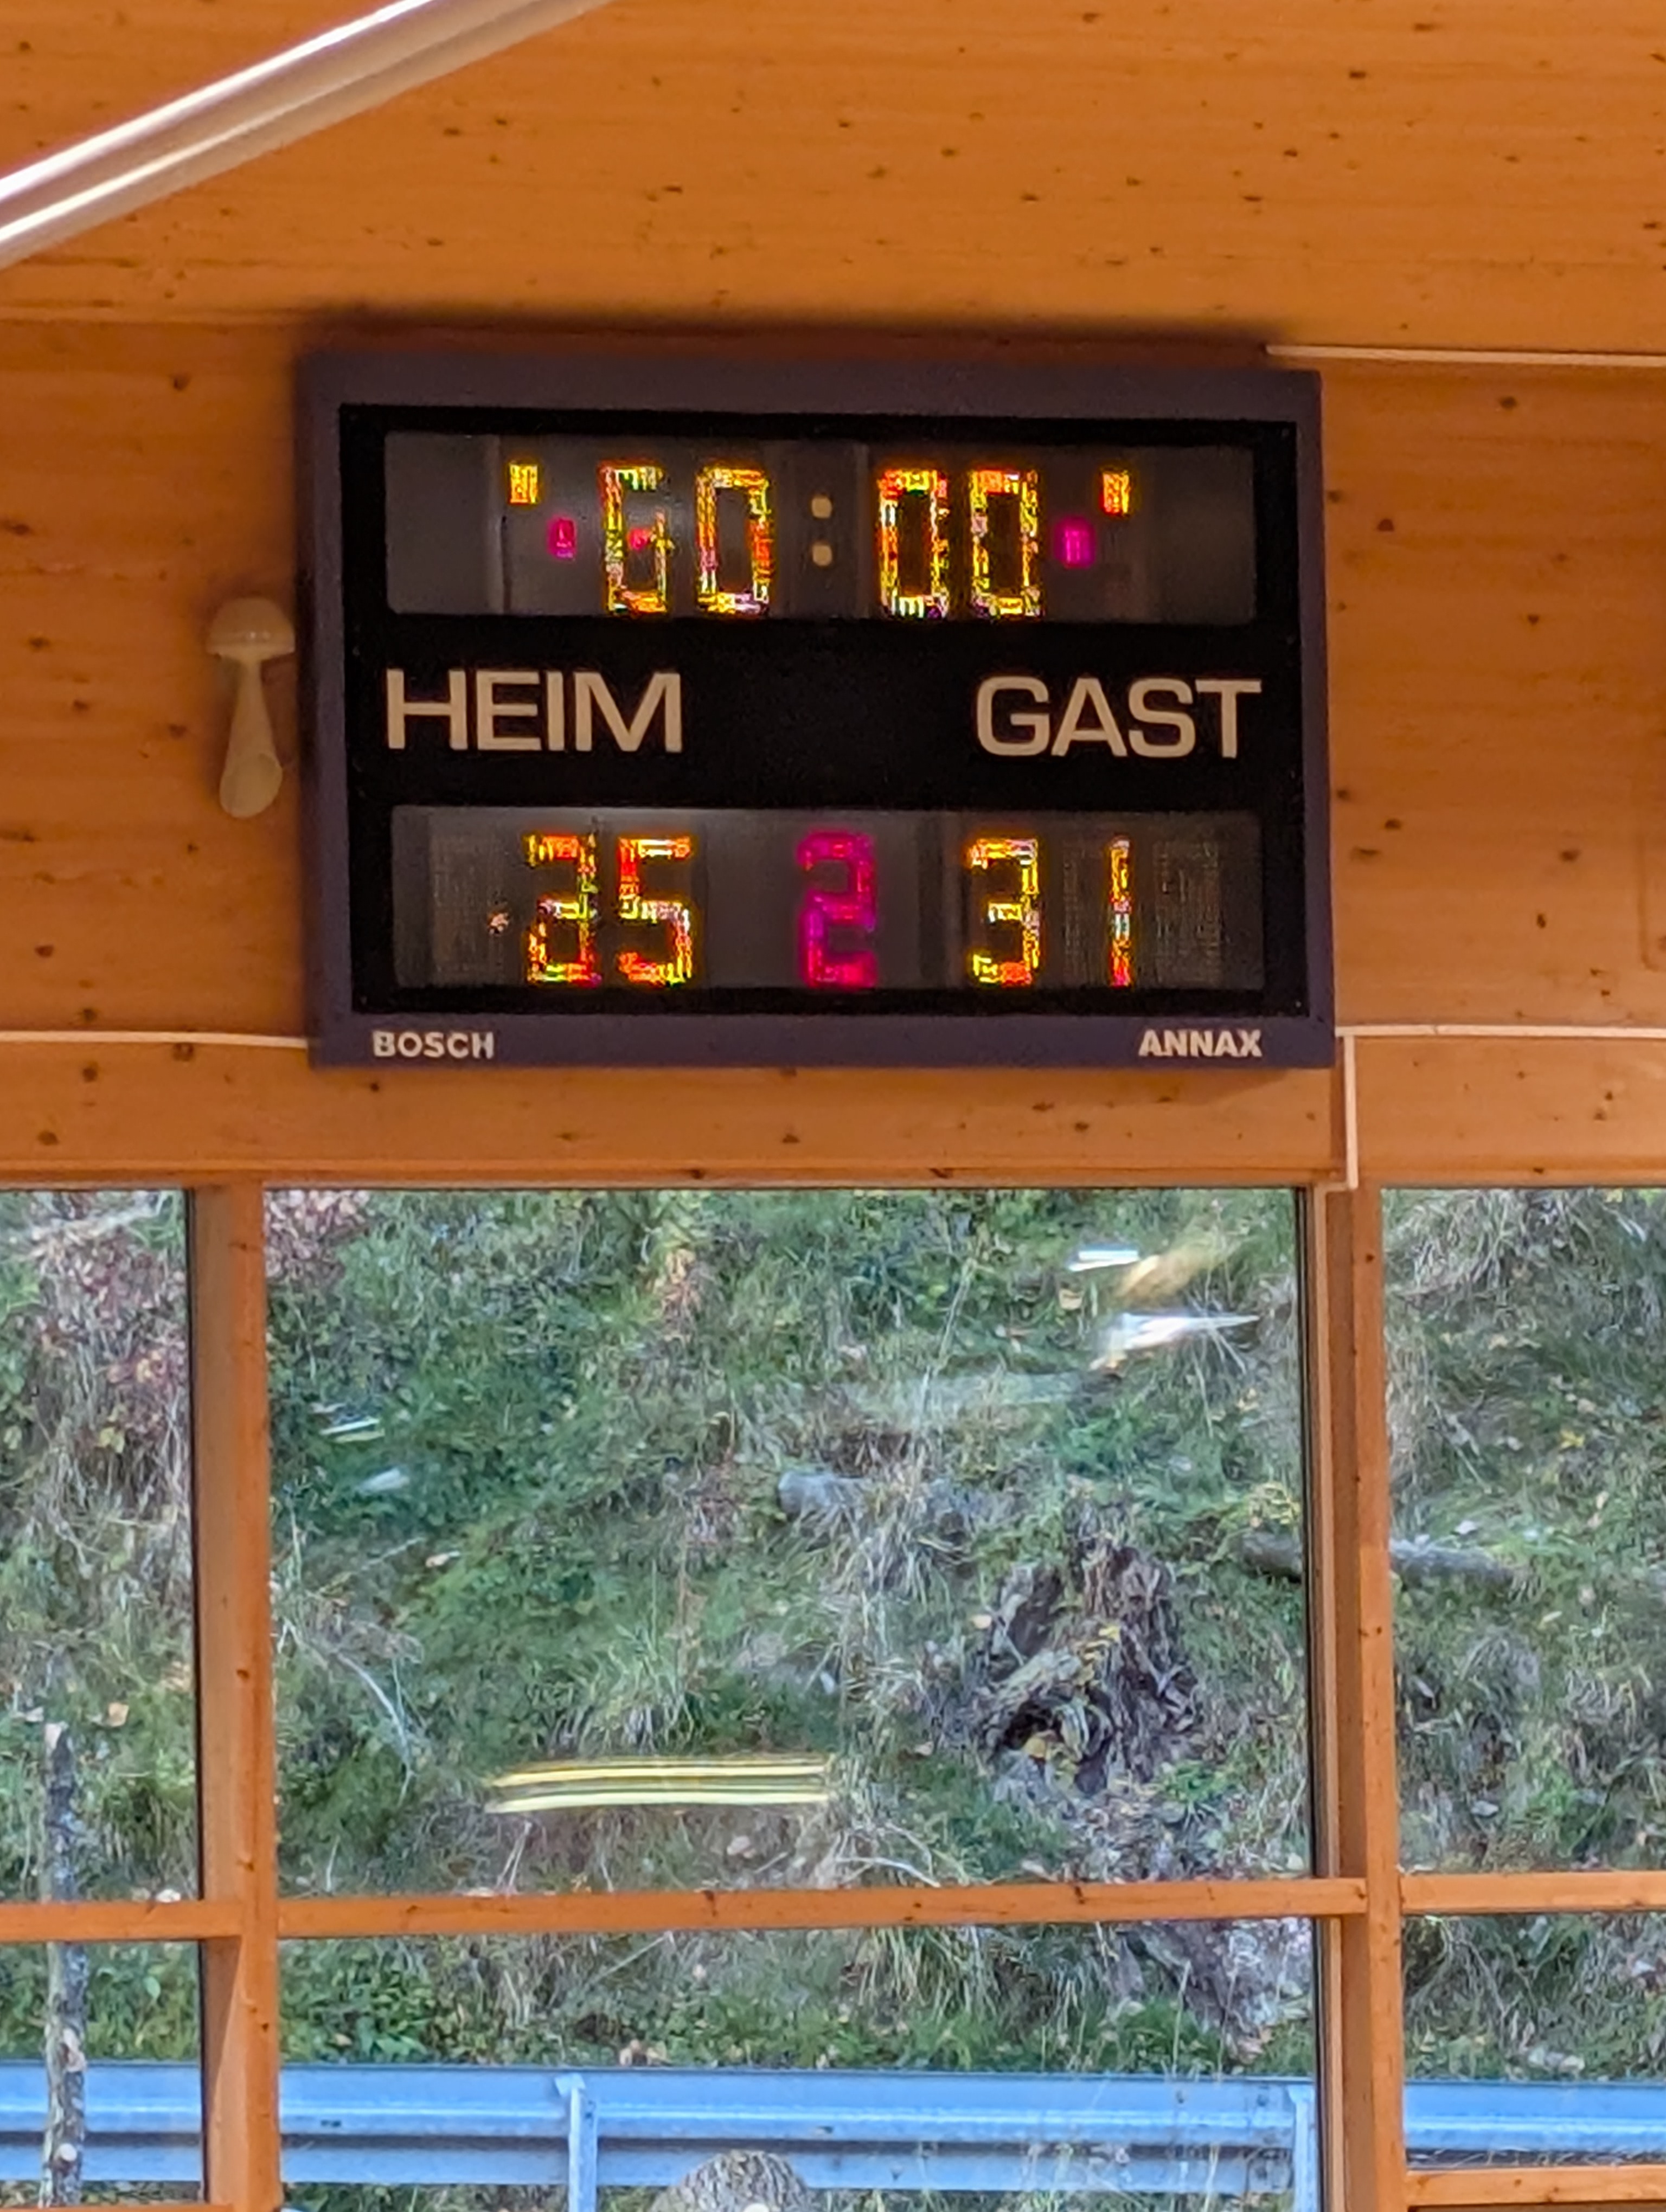 60:00
HEIM GAST
25 2 31
BOSCH ANNAX